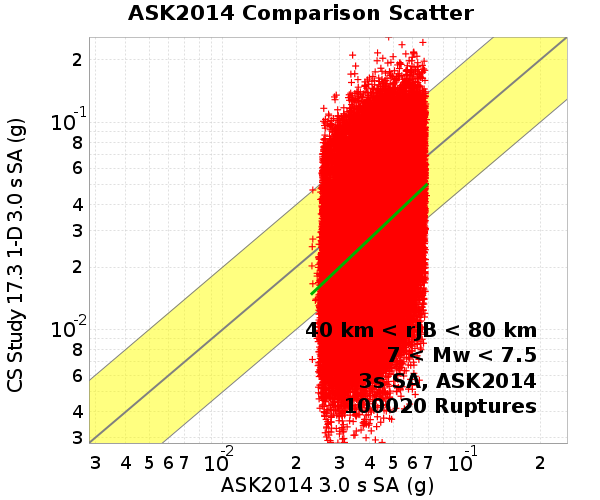 ASK2014 Comparison Scatter
CS Study 17.3 1-D 3.0 s SA (g)
2
10-1
8
6
4
3
2
10-2
8
6
4
3
40 km < rJB < 80 km
7 < Mw < 7.5
3s SA, ASK2014
100020 Ruptures
3 4 5 6 7 10-2 2 3 4 5 6 7 10-1 2
ASK2014 3.0 s SA (g)